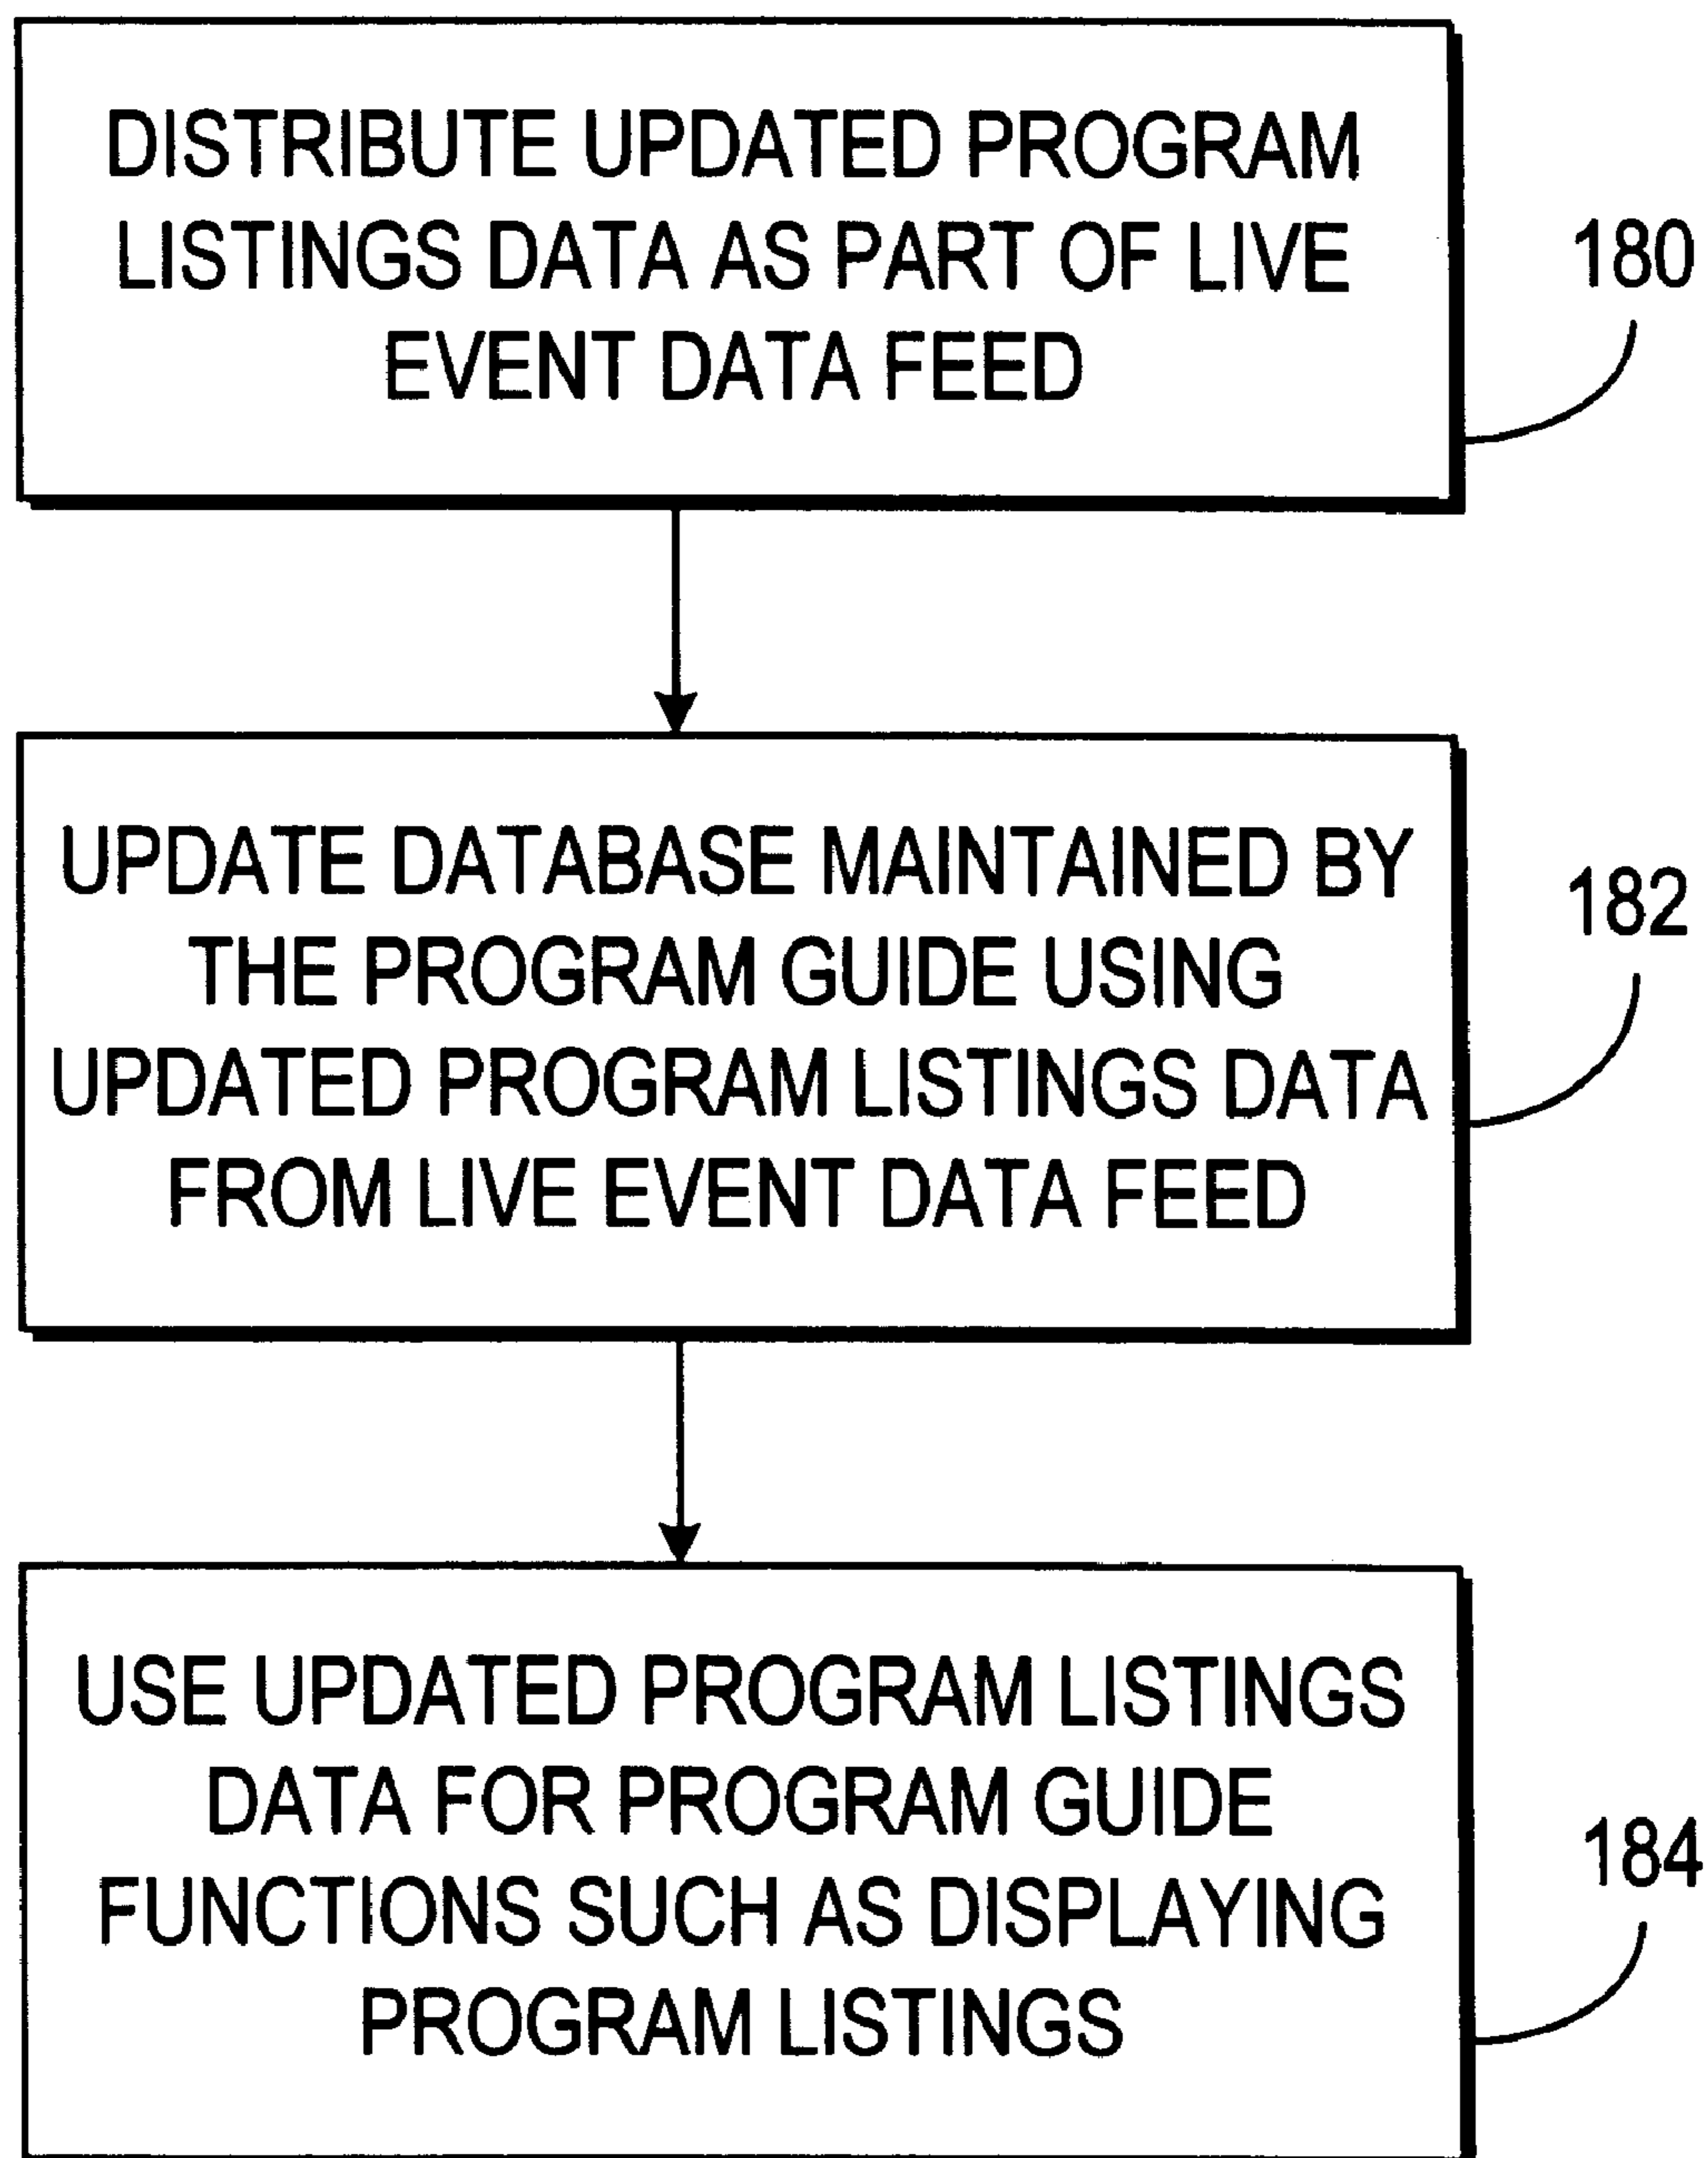 DISTRIBUTE UPDATED PROGRAM
LISTINGS DATA AS PART OF LIVE
EVENT DATA FEED
180
UPDATE DATABASE MAINTAINED BY
THE PROGRAM GUIDE USING
UPDATED PROGRAM LISTINGS DATA
FROM LIVE EVENT DATA FEED
182
USE UPDATED PROGRAM LISTINGS
DATA FOR PROGRAM GUIDE
FUNCTIONS SUCH AS DISPLAYING
PROGRAM LISTINGS
184